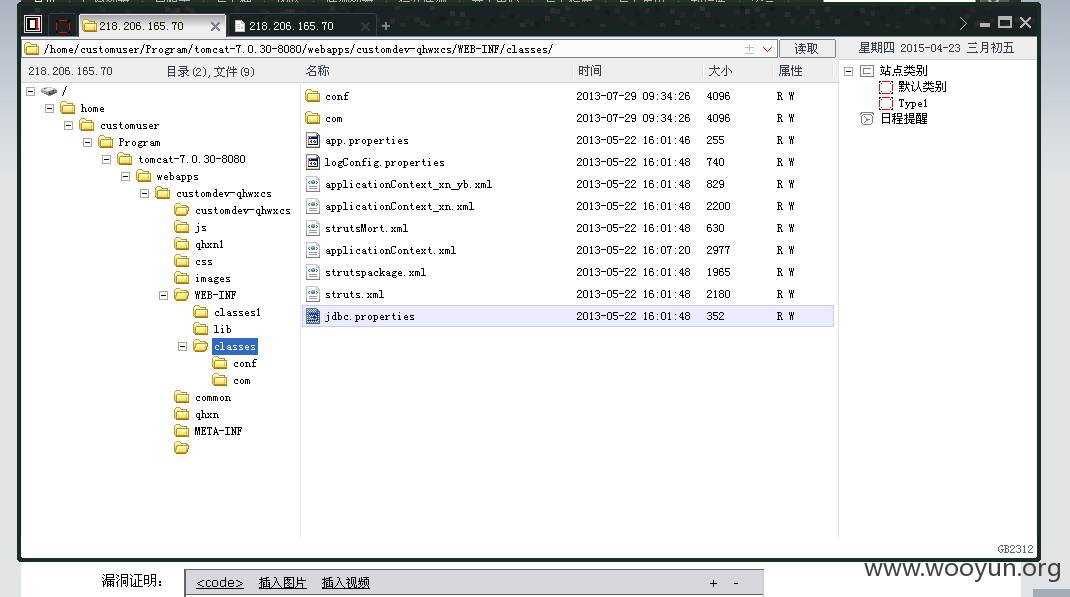 218.206.165.70 218.206.165.70
/home/customuser/Program/tomcat-7.0.30-8080/webapps/customdev-qhwxcs/WEB-INF/classes/ 读取 星期四 2015-04-23 三月初五
218.206.165.70 目录(2),文件(9) 名称 时间 大小 属性
/
home
customuser
Program
tomcat-7.0.30-8080
webapps
customdev-qhwxcs
customdev-qhwxcs
js
qhxn1
css
images
WEB-INF
classes1
lib
classes
conf
com
common
qhxn
META-INF
conf 2013-07-29 09:34:26 4096 R W
com 2013-07-29 09:34:26 4096 R W
app.properties 2013-05-22 16:01:46 255 R W
logConfig.properties 2013-05-22 16:01:48 740 R W
applicationContext_xn_yb.xml 2013-05-22 16:01:48 829 R W
applicationContext_xn.xml 2013-05-22 16:01:48 2200 R W
strutsMort.xml 2013-05-22 16:01:48 630 R W
applicationContext.xml 2013-05-22 16:07:20 2977 R W
strutspackage.xml 2013-05-22 16:01:48 1965 R W
struts.xml 2013-05-22 16:01:48 2180 R W
jdbc.properties 2013-05-22 16:01:48 352 R W
站点类别
默认类别
Type1
日程提醒
GB2312
www.wooyun.org
漏洞证明: <code> 插入图片 插入视频 + -